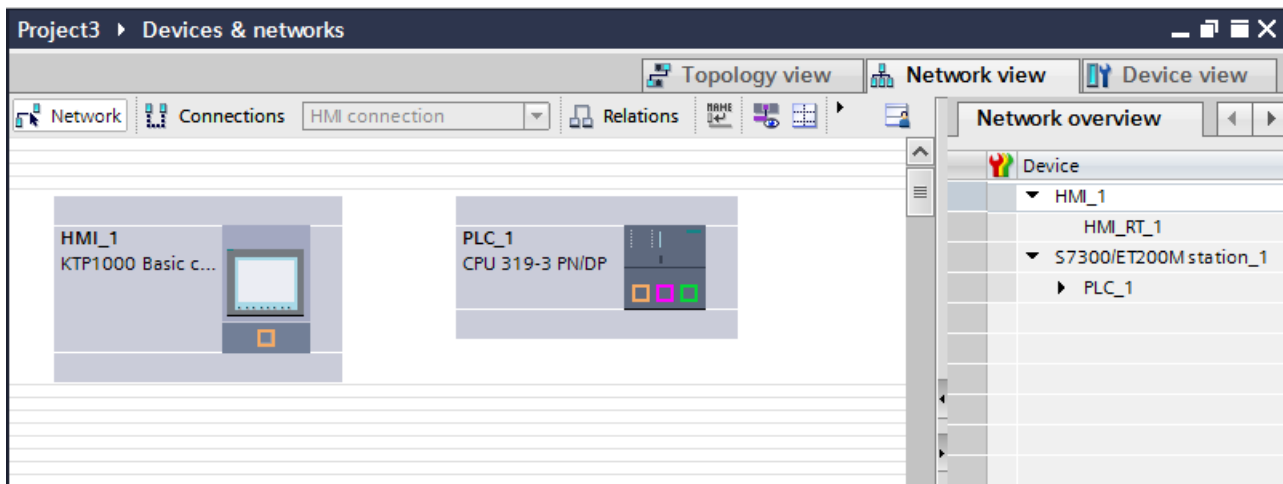 Project3 ▸ Devices & networks
Topology view
Network view
Device view
Network
Connections
HMI connection
Relations
NAME
Network overview
Device
HMI_1
HMI_RT_1
S7300/ET200M station_1
PLC_1
HMI_1
KTP1000 Basic c...
PLC_1
CPU 319-3 PN/DP